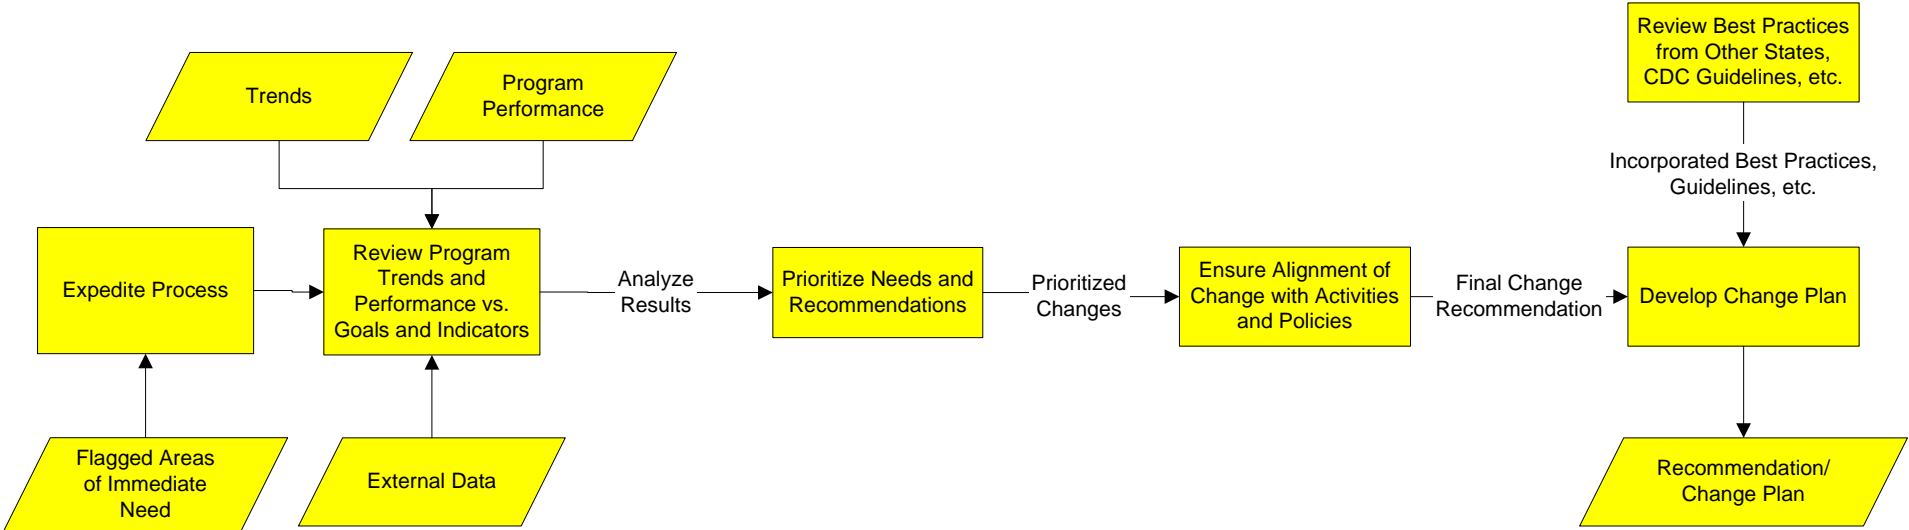 Review Best Practices
from Other States,
CDC Guidelines, etc.
Trends
Program
Performance
Incorporated Best Practices,
Guidelines, etc.
Expedite Process
Review Program
Trends and
Performance vs.
Goals and Indicators
Analyze
Results
Prioritize Needs and
Recommendations
Prioritized
Changes
Ensure Alignment of
Change with Activities
and Policies
Final Change
Recommendation
Develop Change Plan
Flagged Areas
of Immediate
Need
External Data
Recommendation/
Change Plan